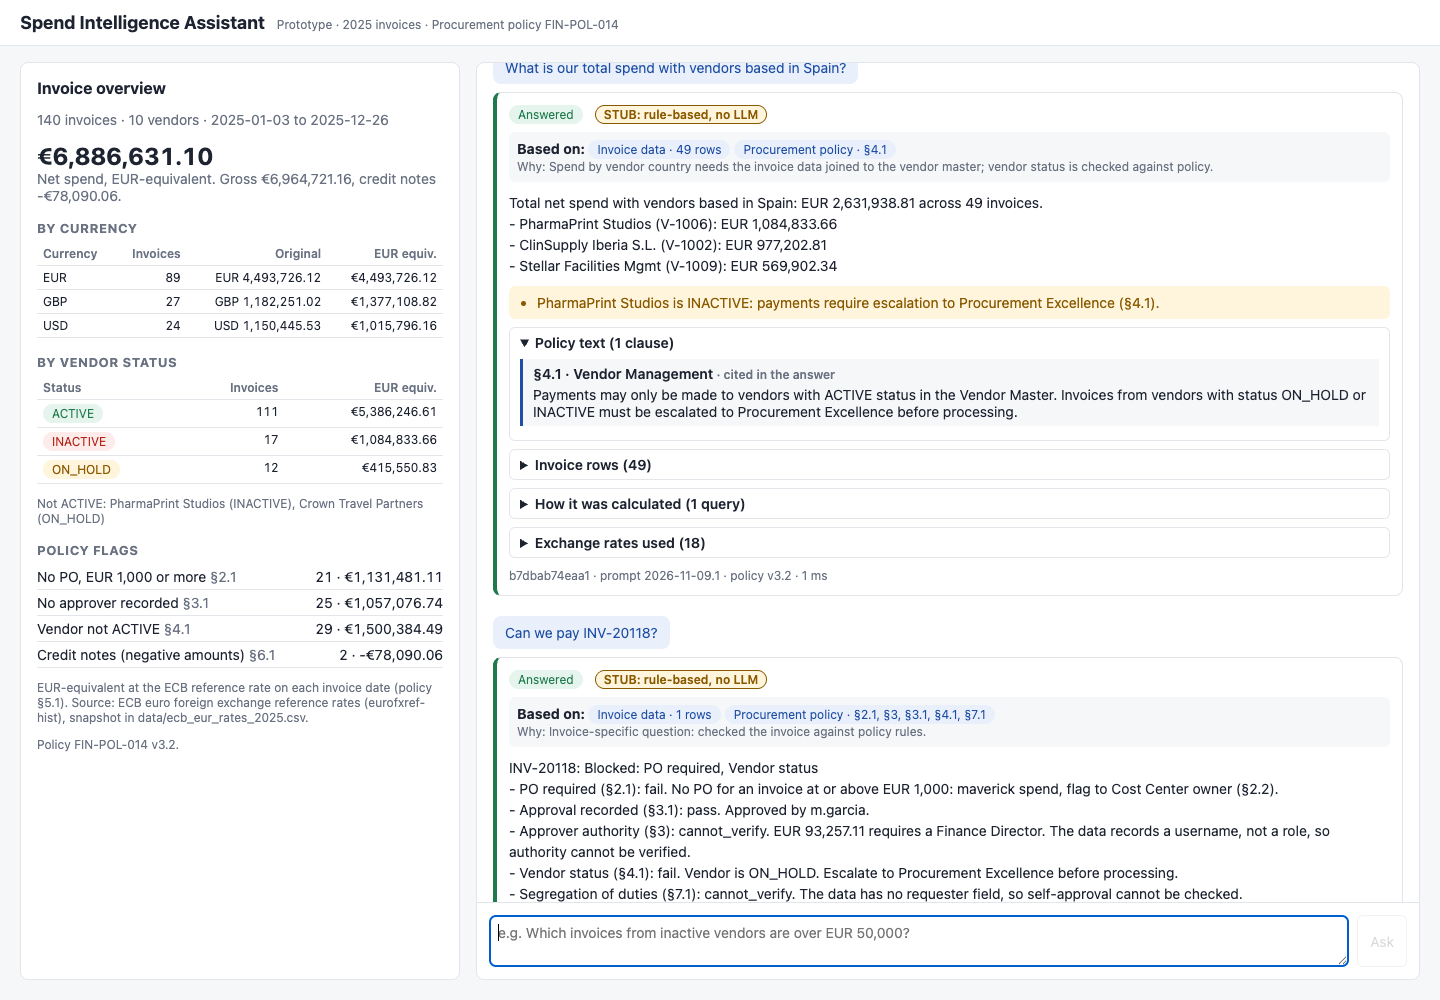 Spend Intelligence Assistant Prototype · 2025 invoices · Procurement policy FIN-POL-014
Invoice overview
140 invoices · 10 vendors · 2025-01-03 to 2025-12-26
€6,886,631.10
Net spend, EUR-equivalent. Gross €6,964,721.16, credit notes
-€78,090.06.
BY CURRENCY
Currency Invoices Original EUR equiv.
EUR 89 EUR 4,493,726.12 €4,493,726.12
GBP 27 GBP 1,182,251.02 €1,377,108.82
USD 24 USD 1,150,445.53 €1,015,796.16
BY VENDOR STATUS
Status Invoices EUR equiv.
ACTIVE 111 €5,386,246.61
INACTIVE 17 €1,084,833.66
ON_HOLD 12 €415,550.83
Not ACTIVE: PharmaPrint Studios (INACTIVE), Crown Travel Partners
(ON_HOLD)
POLICY FLAGS
No PO, EUR 1,000 or more §2.1 21 · €1,131,481.11
No approver recorded §3.1 25 · €1,057,076.74
Vendor not ACTIVE §4.1 29 · €1,500,384.49
Credit notes (negative amounts) §6.1 2 · -€78,090.06
EUR-equivalent at the ECB reference rate on each invoice date (policy
§5.1). Source: ECB euro foreign exchange reference rates (eurofxref-
hist), snapshot in data/ecb_eur_rates_2025.csv.
Policy FIN-POL-014 v3.2.
What is our total spend with vendors based in Spain?
Answered STUB: rule-based, no LLM
Based on: Invoice data · 49 rows Procurement policy · §4.1
Why: Spend by vendor country needs the invoice data joined to the vendor master; vendor status is checked against policy.
Total net spend with vendors based in Spain: EUR 2,631,938.81 across 49 invoices.
- PharmaPrint Studios (V-1006): EUR 1,084,833.66
- ClinSupply Iberia S.L. (V-1002): EUR 977,202.81
- Stellar Facilities Mgmt (V-1009): EUR 569,902.34
• PharmaPrint Studios is INACTIVE: payments require escalation to Procurement Excellence (§4.1).
▼ Policy text (1 clause)
§4.1 · Vendor Management · cited in the answer
Payments may only be made to vendors with ACTIVE status in the Vendor Master. Invoices from vendors with status ON_HOLD or
INACTIVE must be escalated to Procurement Excellence before processing.
▶ Invoice rows (49)
▶ How it was calculated (1 query)
▶ Exchange rates used (18)
b7dbab74eaa1 · prompt 2026-11-09.1 · policy v3.2 · 1 ms
Can we pay INV-20118?
Answered STUB: rule-based, no LLM
Based on: Invoice data · 1 rows Procurement policy · §2.1, §3, §3.1, §4.1, §7.1
Why: Invoice-specific question: checked the invoice against policy rules.
INV-20118: Blocked: PO required, Vendor status
- PO required (§2.1): fail. No PO for an invoice at or above EUR 1,000: maverick spend, flag to Cost Center owner (§2.2).
- Approval recorded (§3.1): pass. Approved by m.garcia.
- Approver authority (§3): cannot_verify. EUR 93,257.11 requires a Finance Director. The data records a username, not a role, so
authority cannot be verified.
- Vendor status (§4.1): fail. Vendor is ON_HOLD. Escalate to Procurement Excellence before processing.
- Segregation of duties (§7.1): cannot_verify. The data has no requester field, so self-approval cannot be checked.
e.g. Which invoices from inactive vendors are over EUR 50,000?
Ask